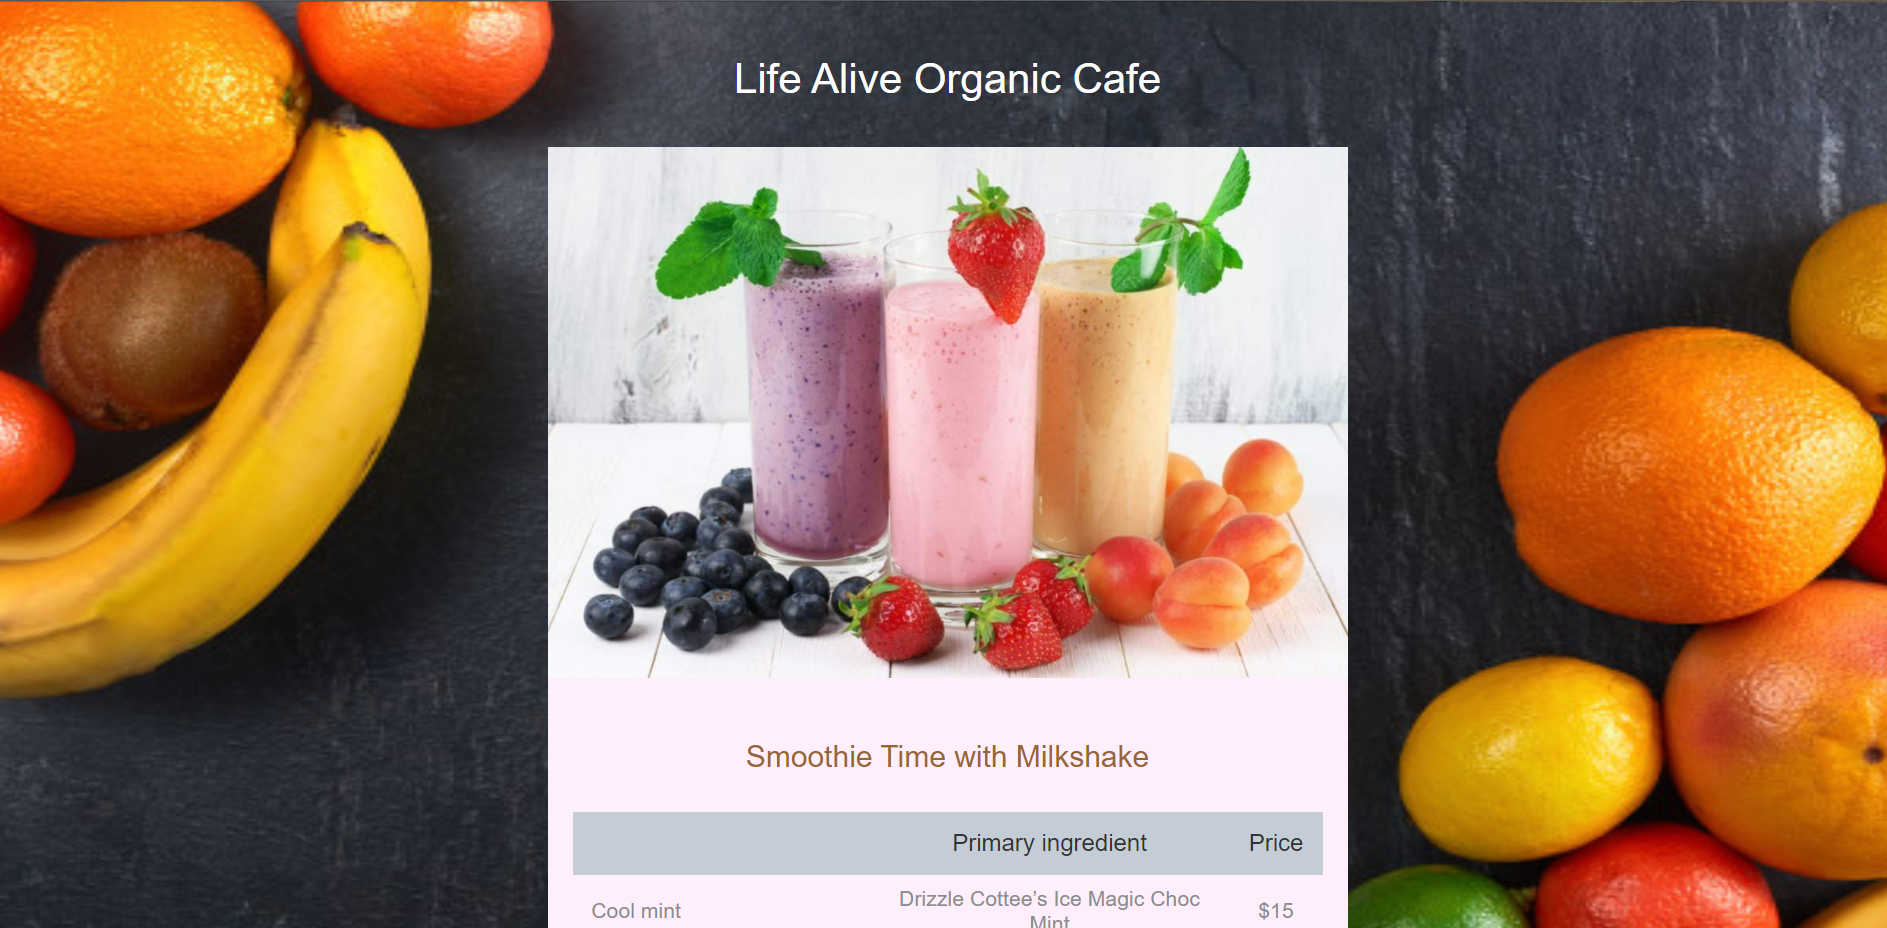 Life Alive Organic Cafe
Smoothie Time with Milkshake
Primary ingredient Price
Cool mint Drizzle Cottee’s Ice Magic Choc $15
Mint